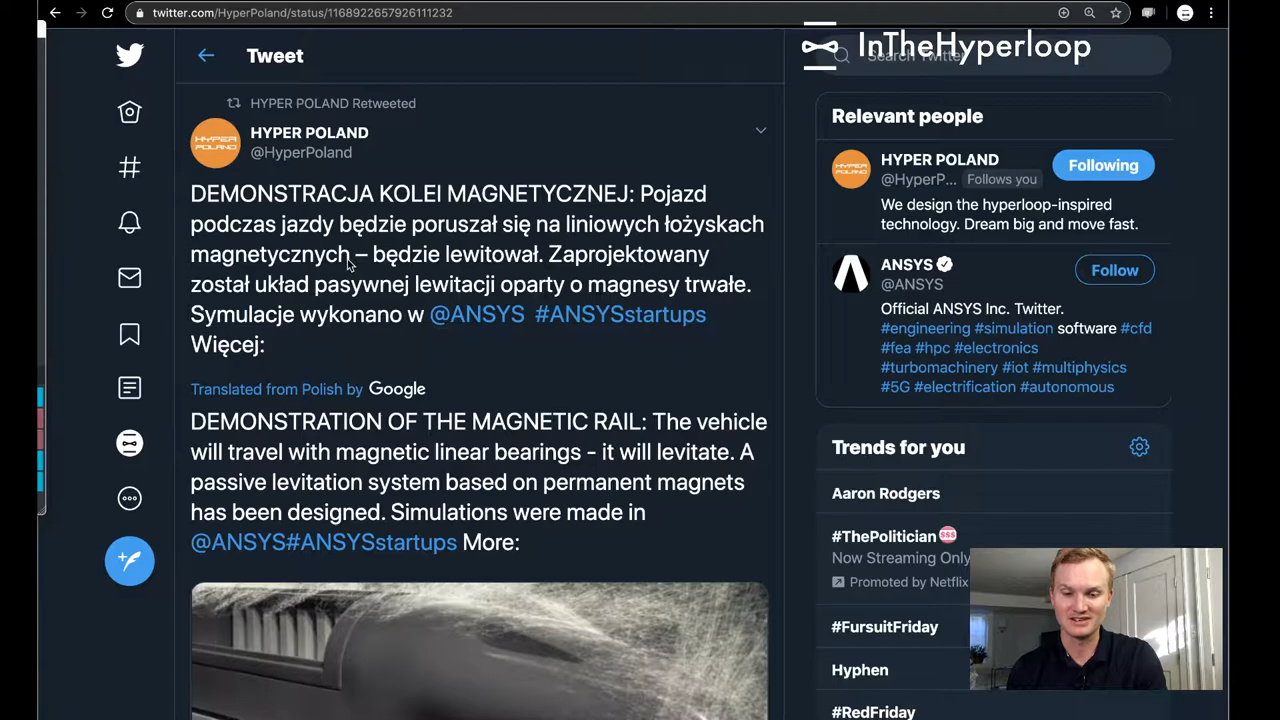 twitter.com/HyperPoland/status/1168922657926111232
InTheHyperloop
Tweet
HYPER POLAND Retweeted
HYPER POLAND
@HyperPoland
DEMONSTRACJA KOLEI MAGNETYCZNEJ: Pojazd
podczas jazdy będzie poruszał się na liniowych łożyskach
magnetycznych – będzie lewitował. Zaprojektowany
został układ pasywnej lewitacji oparty o magnesy trwałe.
Symulacje wykonano w @ANSYS #ANSYSstartups
Więcej:
Translated from Polish by Google
DEMONSTRATION OF THE MAGNETIC RAIL: The vehicle
will travel with magnetic linear bearings - it will levitate. A
passive levitation system based on permanent magnets
has been designed. Simulations were made in
@ANSYS#ANSYSstartups More:
Search Twitter
Relevant people
HYPER POLAND
@HyperP... Follows you
Following
We design the hyperloop-inspired
technology. Dream big and move fast.
ANSYS
@ANSYS
Follow
Official ANSYS Inc. Twitter.
#engineering #simulation software #cfd
#fea #hpc #electronics
#turbomachinery #iot #multiphysics
#5G #electrification #autonomous
Trends for you
Aaron Rodgers
#ThePolitician
Now Streaming Only
Promoted by Netflix
#FursuitFriday
Hyphen
#RedFriday